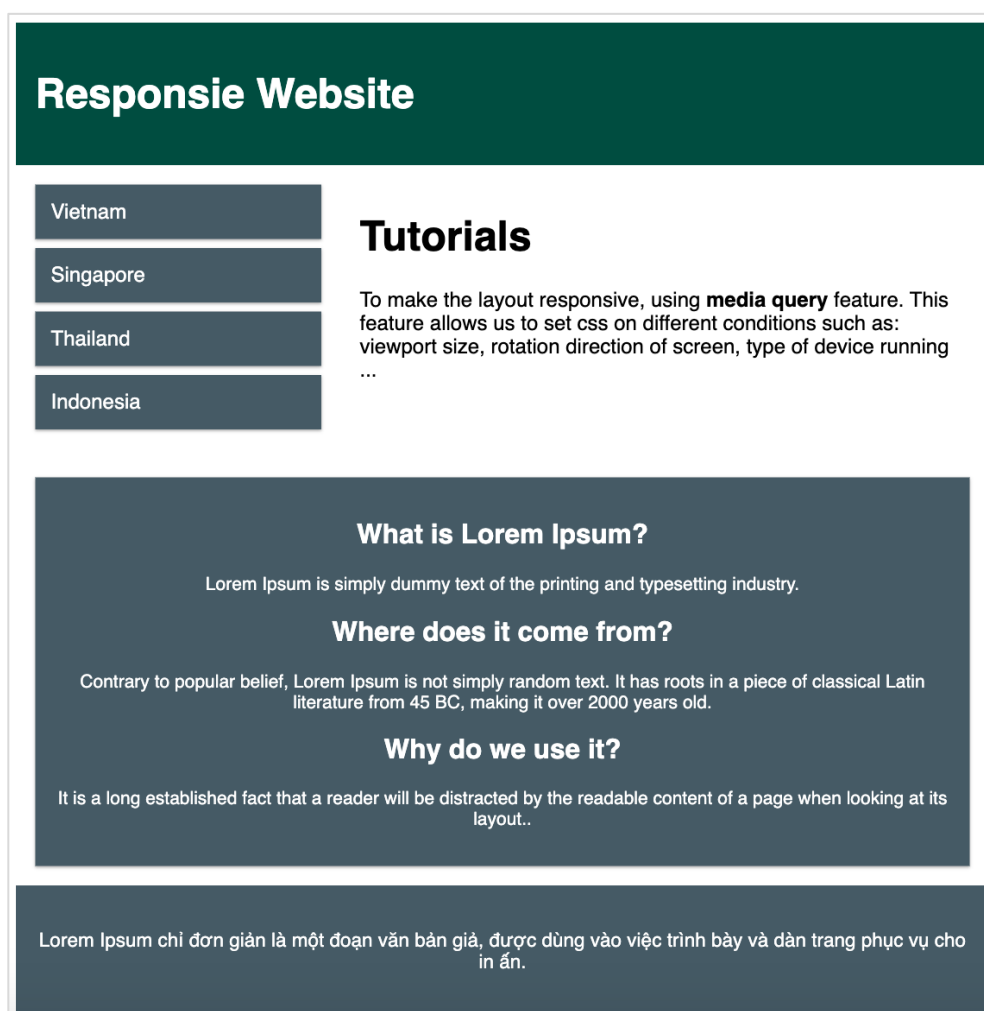 Responsie Website
Vietnam
Singapore
Thailand
Indonesia
Tutorials
To make the layout responsive, using media query feature. This
feature allows us to set css on different conditions such as:
viewport size, rotation direction of screen, type of device running
...
What is Lorem Ipsum?
Lorem Ipsum is simply dummy text of the printing and typesetting industry.
Where does it come from?
Contrary to popular belief, Lorem Ipsum is not simply random text. It has roots in a piece of classical Latin
literature from 45 BC, making it over 2000 years old.
Why do we use it?
It is a long established fact that a reader will be distracted by the readable content of a page when looking at its
layout..
Lorem Ipsum chỉ đơn giản là một đoạn văn bản giả, được dùng vào việc trình bày và dàn trang phục vụ cho
in ấn.